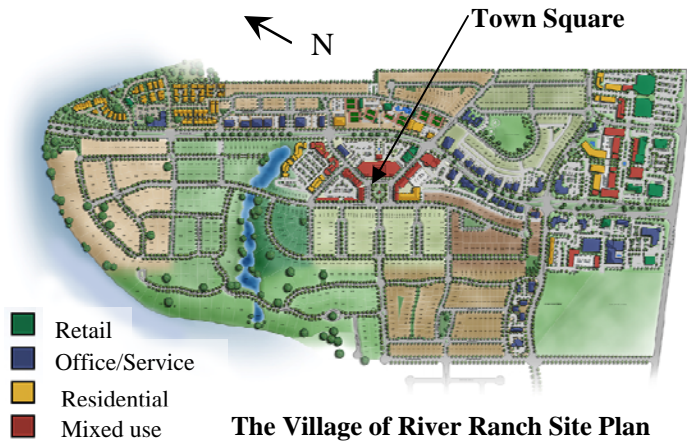 Town Square
N
Retail
Office/Service
Residential
Mixed use
The Village of River Ranch Site Plan